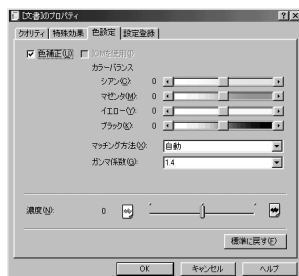 [文書]のプロパティ
クオリティ 特殊効果 色設定 設定登録
色補正(U) ICMを使用(I)
カラーバランス
シアン(C): 0
マゼンタ(M): 0
イエロー(Y): 0
ブラック(K): 0
マッチング方法(X): 自動
ガンマ係数(G): 1.4
濃度(N): 0
標準に戻す(F)
OK キャンセル ヘルプ